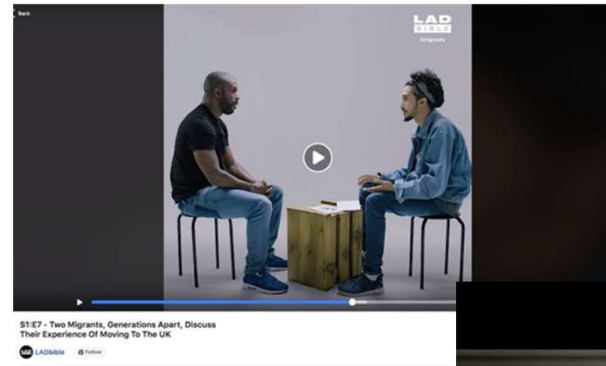 Back
LAD
BIBLE
Originals
S1:E7 - Two Migrants, Generations Apart, Discuss
Their Experience Of Moving To The UK
LADbible
Follow